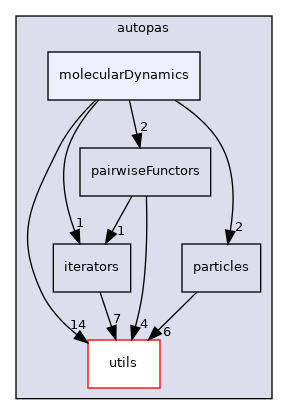 autopas
molecularDynamics
2
pairwiseFunctors
1
1
2
iterators
particles
14
7
4
6
utils